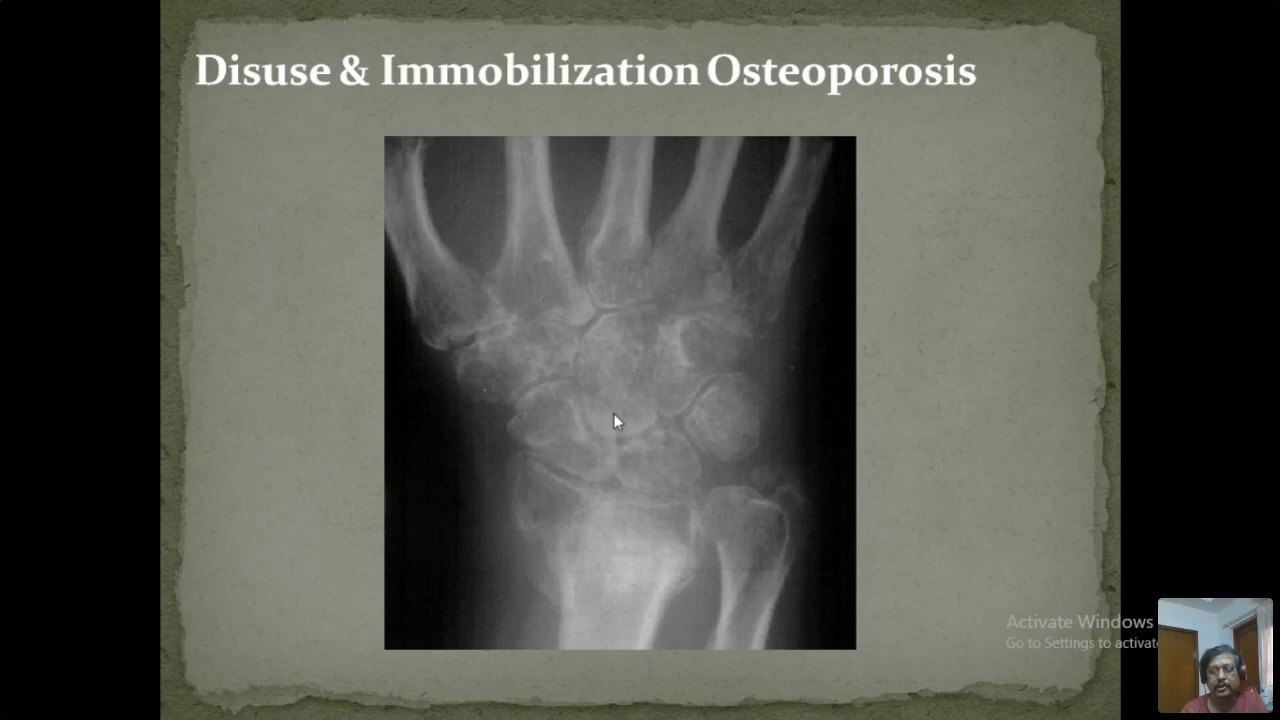 Disuse & Immobilization Osteoporosis
Activate Windows
Go to Settings to activate